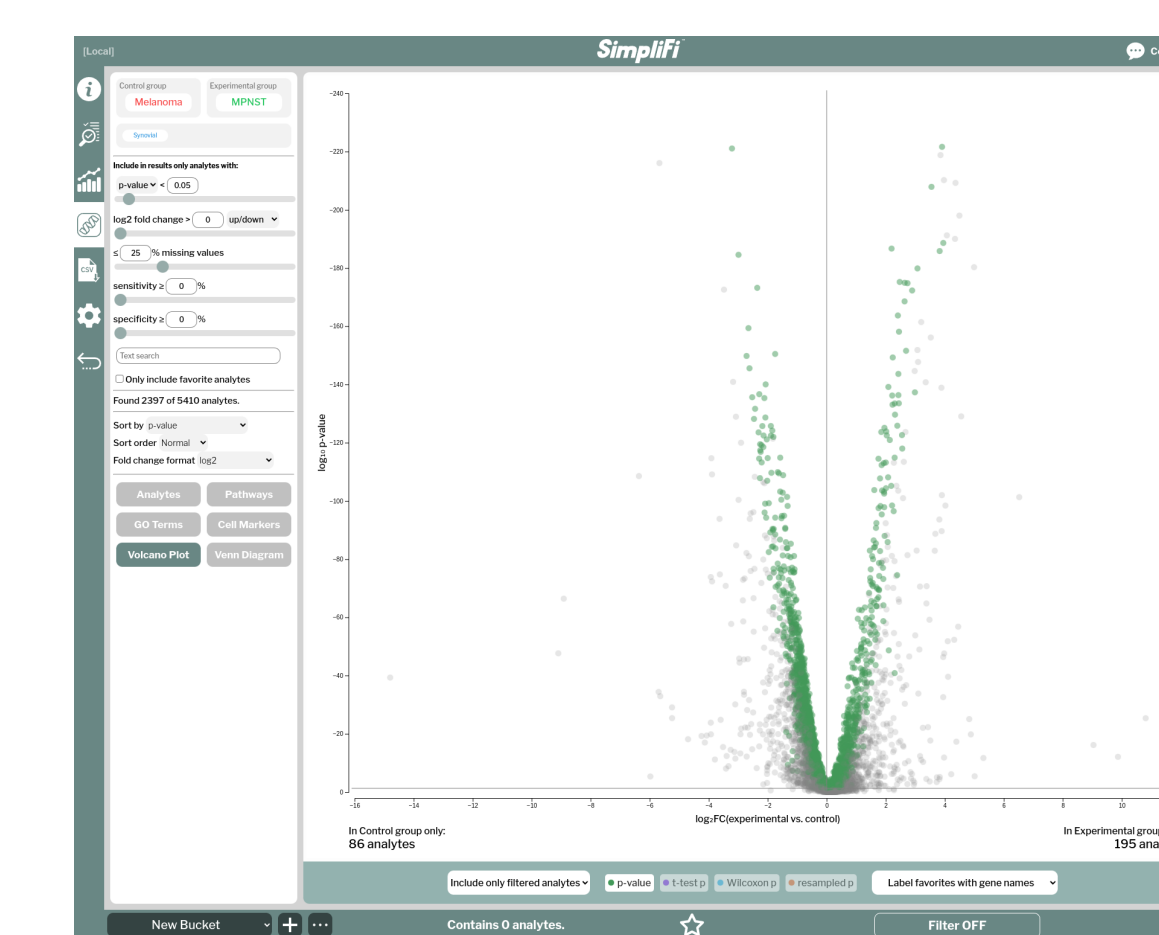 [Local]
SimpliFi
Control group
Experimental group
Melanoma
MPNST
Synovial
Include in results only analytes with:
p-value < 0.05
log2 fold change > 0 up/down
≤ 25 % missing values
CSV
sensitivity ≥ 0 %
specificity ≥ 0 %
Text search
Only include favorite analytes
Found 2397 of 5410 analytes.
Sort by p-value
Sort order Normal
Fold change format log2
Analytes
Pathways
GO Terms
Cell Markers
Volcano Plot
Venn Diagram
−240
−220
−200
−180
−160
−140
−120
−100
−80
−60
−40
−20
0
log₁₀ p-value
−16 −14 −12 −10 −8 −6 −4 −2 0 2 4 6 8 10
log₂FC(experimental vs. control)
In Control group only:
86 analytes
In Experimental group
195 ana
Include only filtered analytes
p-value
t-test p
Wilcoxon p
resampled p
Label favorites with gene names
New Bucket
+
...
Contains 0 analytes.
Filter OFF